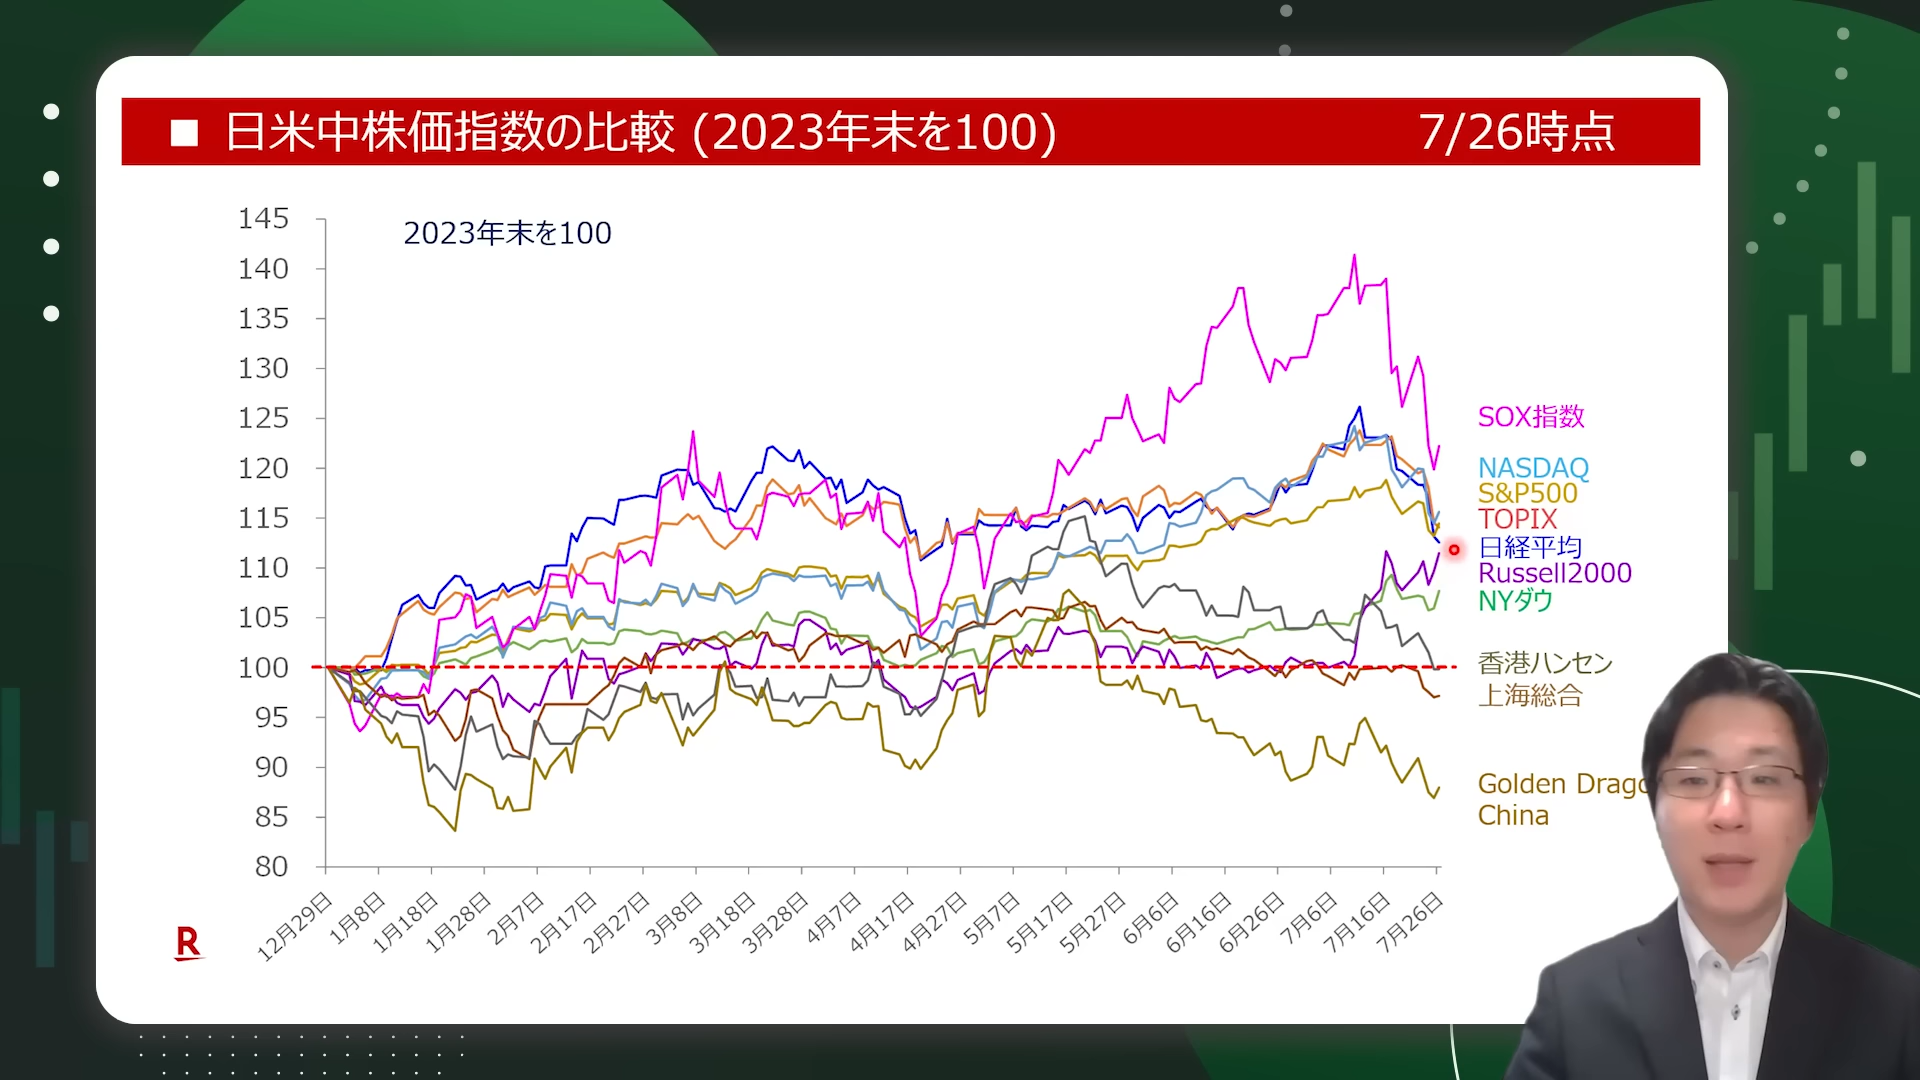 ■ 日米中株価指数の比較 (2023年末を100) 7/26時点
2023年末を100
145
140
135
130
125
120
115
110
105
100
95
90
85
80
SOX指数
NASDAQ
S&P500
TOPIX
日経平均
Russell2000
NYダウ
香港ハンセン
上海総合
Golden Drago
China
12月29日
1月8日
1月18日
1月28日
2月7日
2月17日
2月27日
3月8日
3月18日
3月28日
4月7日
4月17日
4月27日
5月7日
5月17日
5月27日
6月6日
6月16日
6月26日
7月6日
7月16日
7月26日
R